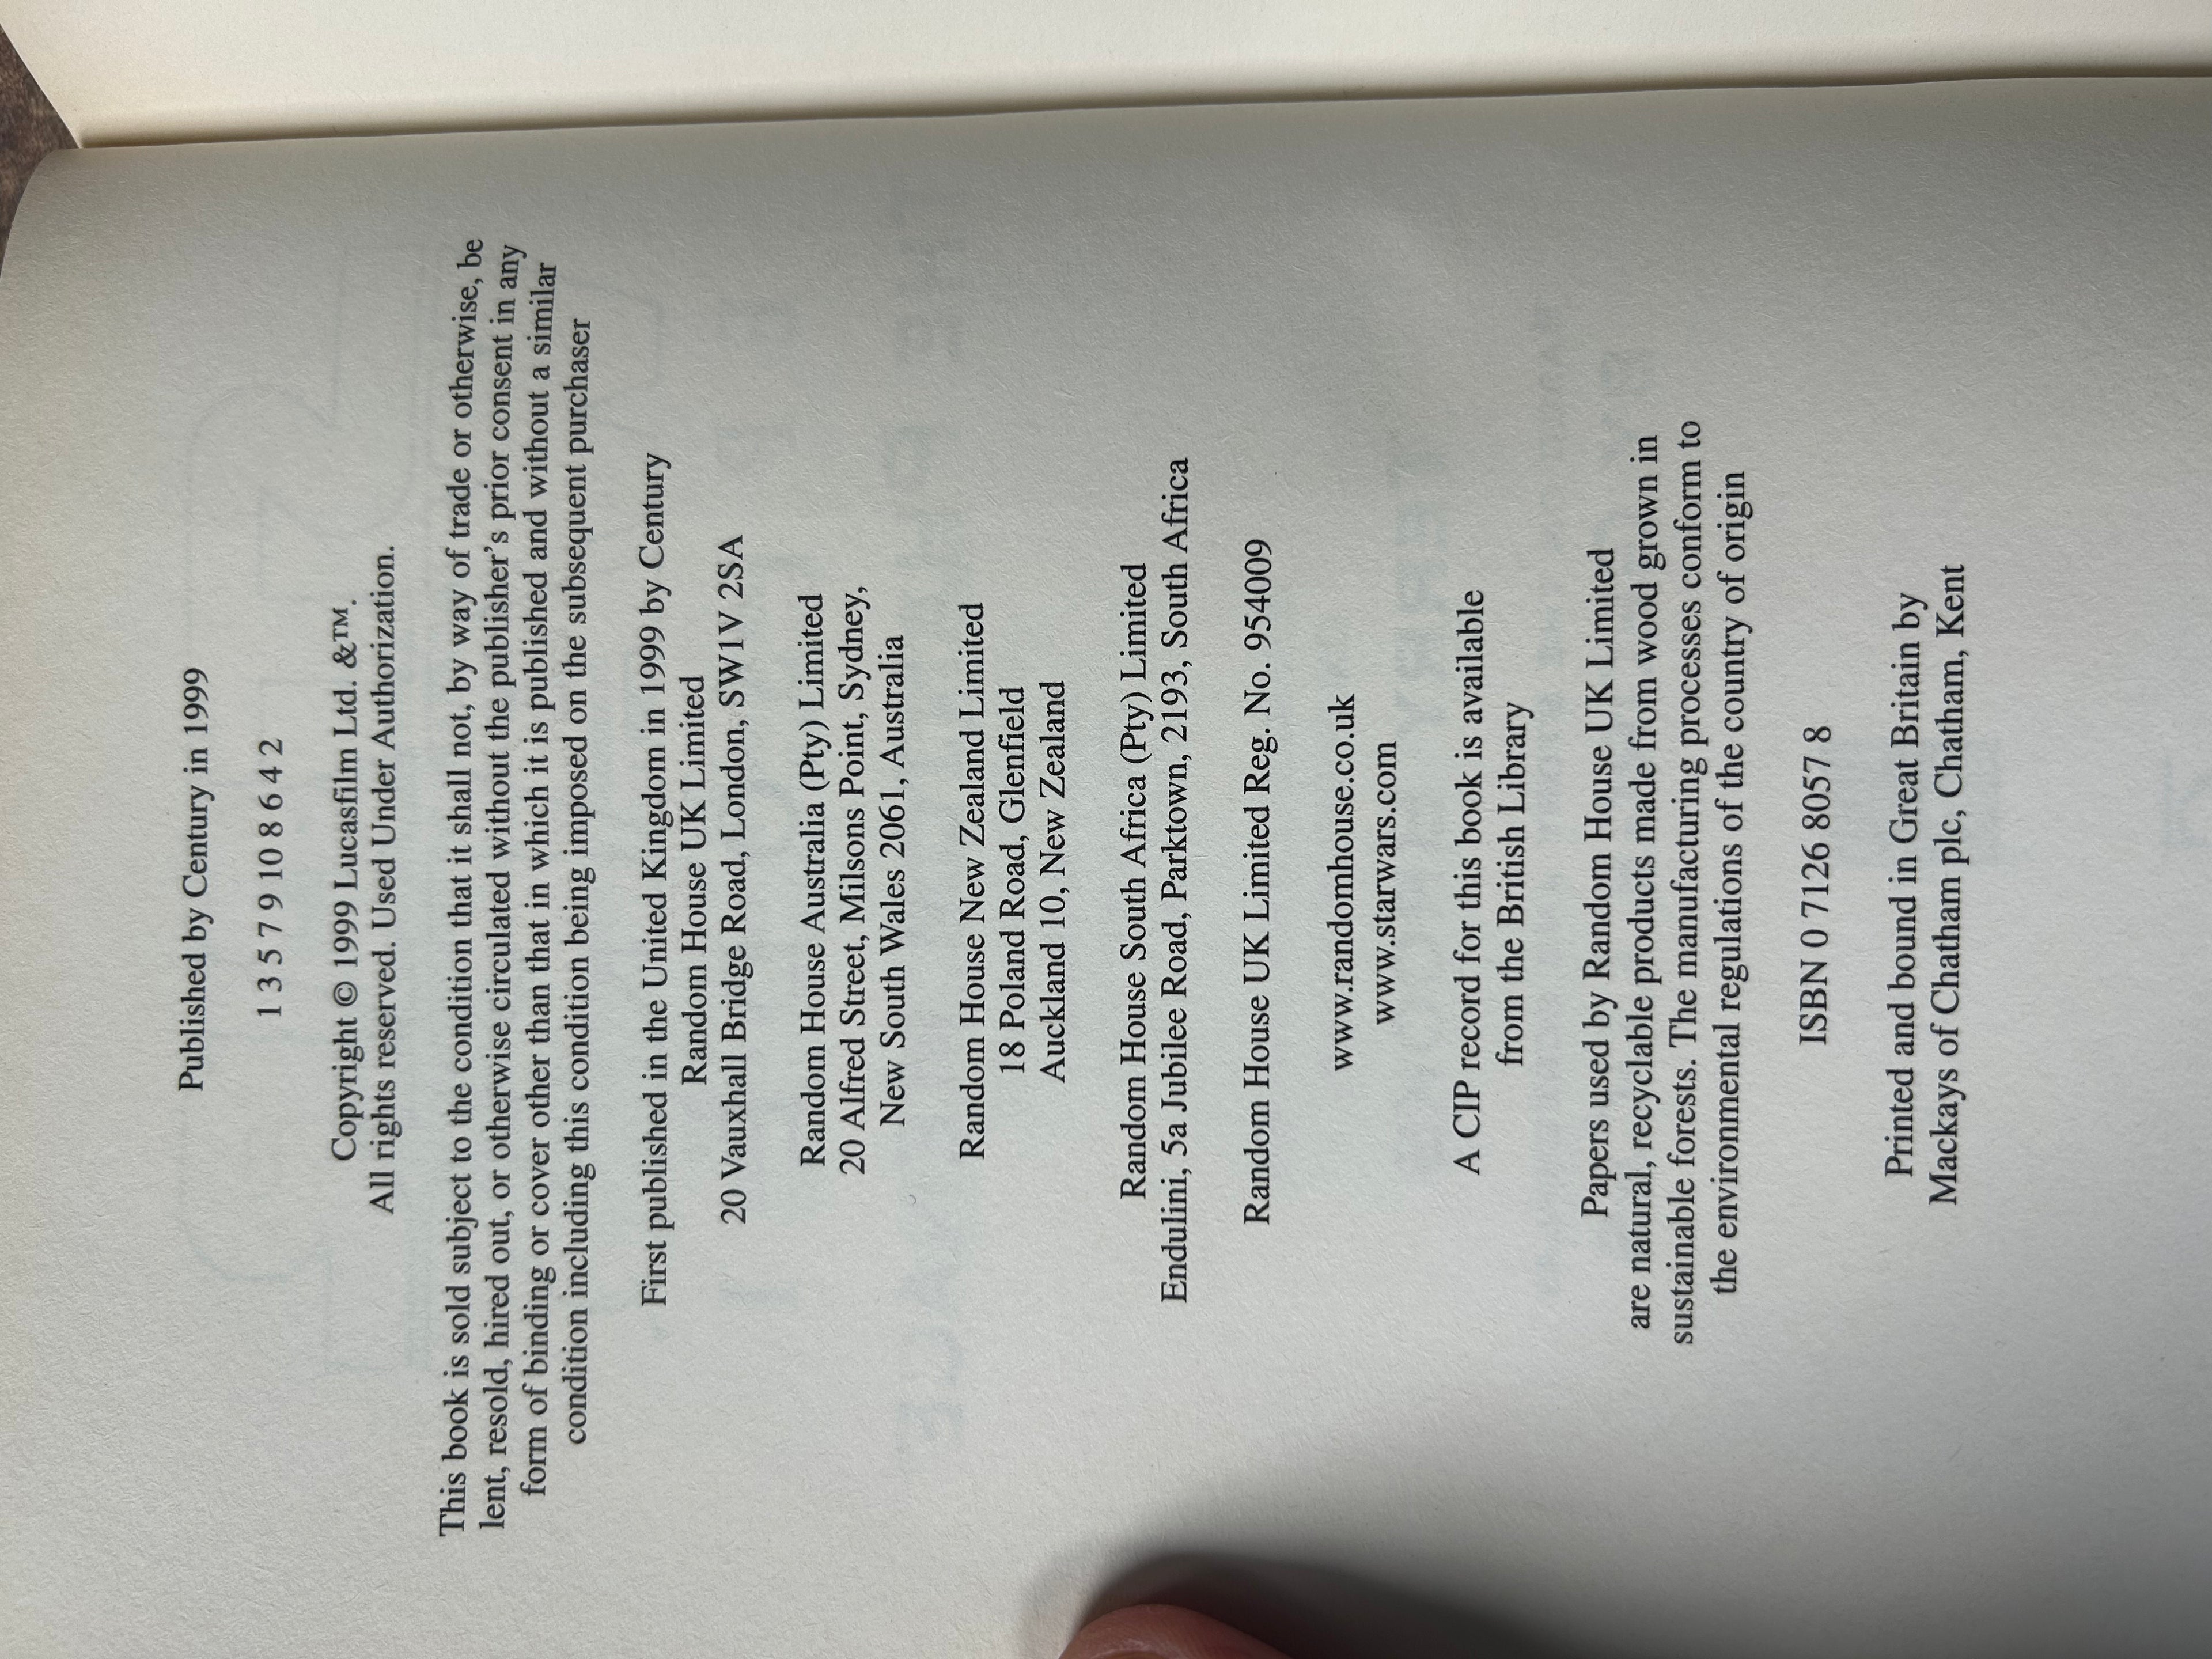 Published by Century in 1999
1 3 5 7 9 10 8 6 4 2
Copyright © 1999 Lucasfilm Ltd. &™.
All rights reserved. Used Under Authorization.
This book is sold subject to the condition that it shall not, by way of trade or otherwise, be
lent, resold, hired out, or otherwise circulated without the publisher's prior consent in any
form of binding or cover other than that in which it is published and without a similar
condition including this condition being imposed on the subsequent purchaser
First published in the United Kingdom in 1999 by Century
Random House UK Limited
20 Vauxhall Bridge Road, London, SW1V 2SA
Random House Australia (Pty) Limited
20 Alfred Street, Milsons Point, Sydney,
New South Wales 2061, Australia
Random House New Zealand Limited
18 Poland Road, Glenfield
Auckland 10, New Zealand
Random House South Africa (Pty) Limited
Endulini, 5a Jubilee Road, Parktown, 2193, South Africa
Random House UK Limited Reg. No. 954009
www.randomhouse.co.uk
www.starwars.com
A CIP record for this book is available
from the British Library
Papers used by Random House UK Limited
are natural, recyclable products made from wood grown in
sustainable forests. The manufacturing processes conform to
the environmental regulations of the country of origin
ISBN 0 7126 8057 8
Printed and bound in Great Britain by
Mackays of Chatham plc, Chatham, Kent